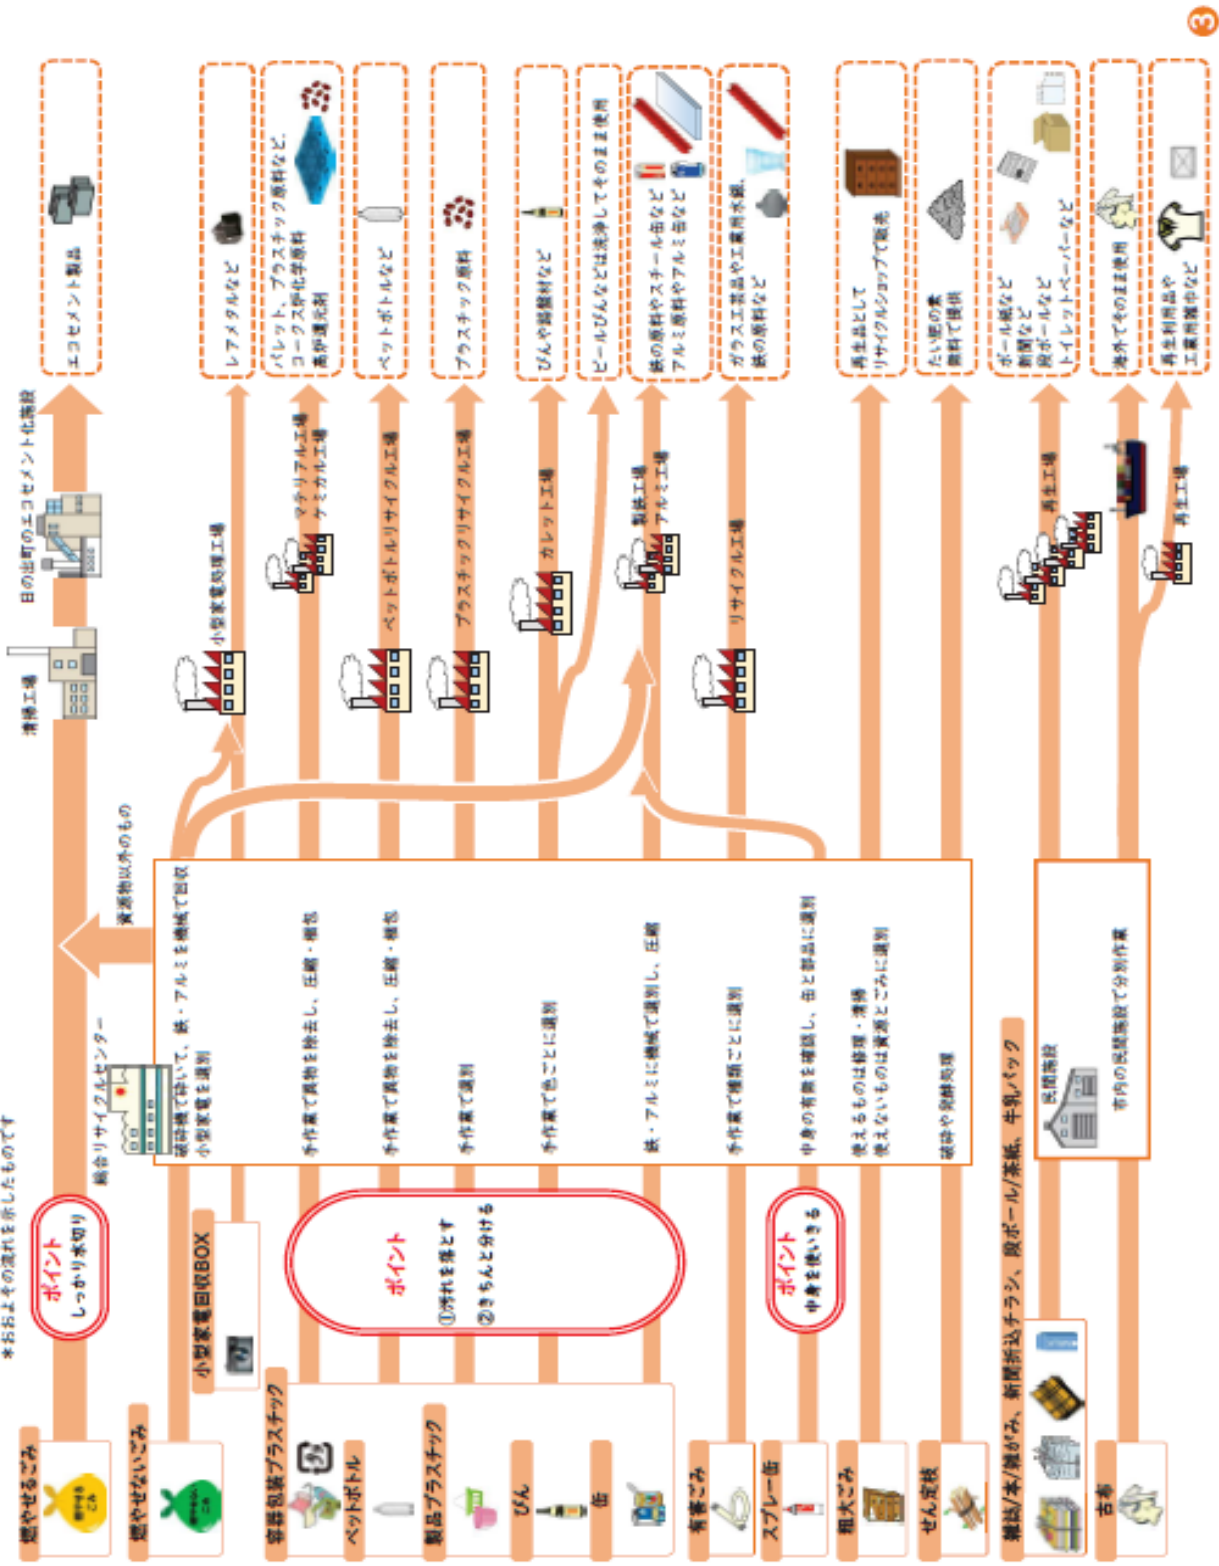 *おおよその流れを示したものです
燃やせるごみ
燃やせる
ごみ
ポイント
しっかり水切り
清掃工場
日の出町のエコセメント化施設
エコセメント製品
総合リサイクルセンター
資源物以外のもの
燃やせないごみ
燃やせない
ごみ
破砕機で砕いて、鉄・アルミを機械で回収
小型家電を選別
小型家電回収BOX
小型家電処理工場
レアメタルなど
容器包装プラスチック
プラ
ポイント
①汚れを落とす
②きちんと分ける
手作業で異物を除去し、圧縮・梱包
マテリアル工場
ケミカル工場
パレット、プラスチック原料など、
コークス炉化学原料
高炉還元剤
ペットボトル
手作業で異物を除去し、圧縮・梱包
ペットボトルリサイクル工場
ペットボトルなど
製品プラスチック
手作業で選別
プラスチックリサイクル工場
プラスチック原料
びん
手作業で色ごとに選別
カレット工場
びんや路盤材など
ビールびんなどは洗浄してそのまま使用
缶
鉄・アルミに機械で選別し、圧縮
製鉄工場
アルミ工場
鉄の原料やスチール缶など
アルミ原料やアルミ缶など
有害ごみ
手作業で種類ごとに選別
リサイクル工場
ガラス工芸品や工業用水銀、
鉄の原料など
スプレー缶
ポイント
中身を使いきる
中身の有無を確認し、缶と部品に選別
粗大ごみ
使えるものは修理・清掃
使えないものは資源とごみに選別
再生品として
リサイクルショップで販売
せん定枝
破砕や発酵処理
たい肥の素
無料で提供
雑誌/本/雑がみ、新聞折込チラシ、段ボール/茶紙、牛乳パック
民間施設
再生工場
ボール紙など
新聞など
段ボールなど
トイレットペーパーなど
古布
市内の民間施設で分別作業
海外でそのまま使用
再生工場
再生利用品や
工業用雑巾など
3